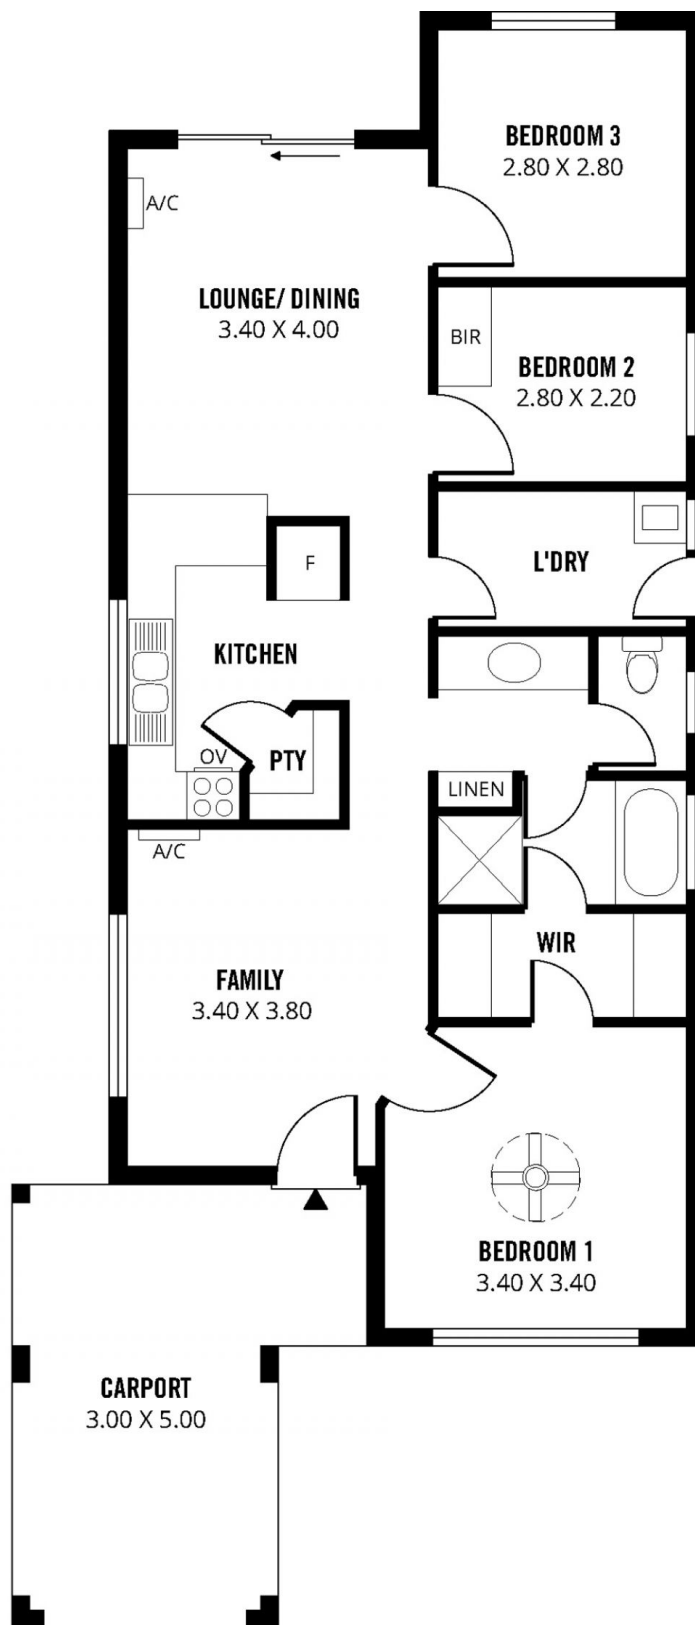 BEDROOM 3
2.80 X 2.80
A/C
LOUNGE/ DINING
3.40 X 4.00
BIR
BEDROOM 2
2.80 X 2.20
F
L'DRY
KITCHEN
OV
PTY
LINEN
A/C
WIR
FAMILY
3.40 X 3.80
BEDROOM 1
3.40 X 3.40
CARPORT
3.00 X 5.00